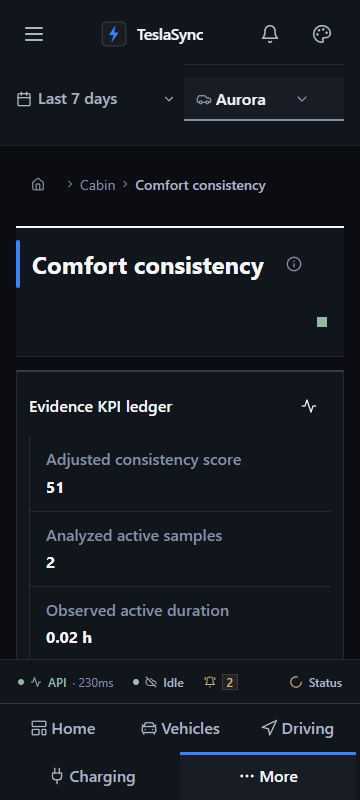 TeslaSync
Last 7 days
Aurora
Cabin
Comfort consistency
Comfort consistency
Evidence KPI ledger
Adjusted consistency score
51
Analyzed active samples
2
Observed active duration
0.02 h
API · 230ms
Idle
2
Status
Home
Vehicles
Driving
Charging
More